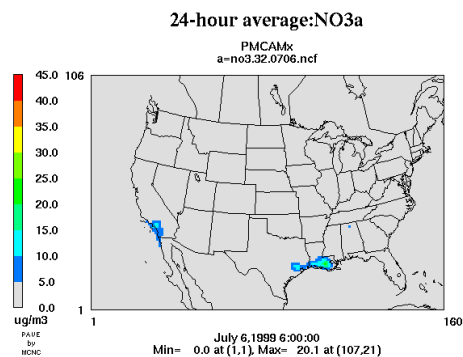 24-hour average:NO3a
PMCAMx
a=no3.32.0706.ncf
45.0
40.0
35.0
30.0
25.0
20.0
15.0
10.0
5.0
0.0
ug/m3
PAVE
by
MCNC
106
1
1
160
July 6,1999 6:00:00
Min= 0.0 at (1,1), Max= 20.1 at (107,21)